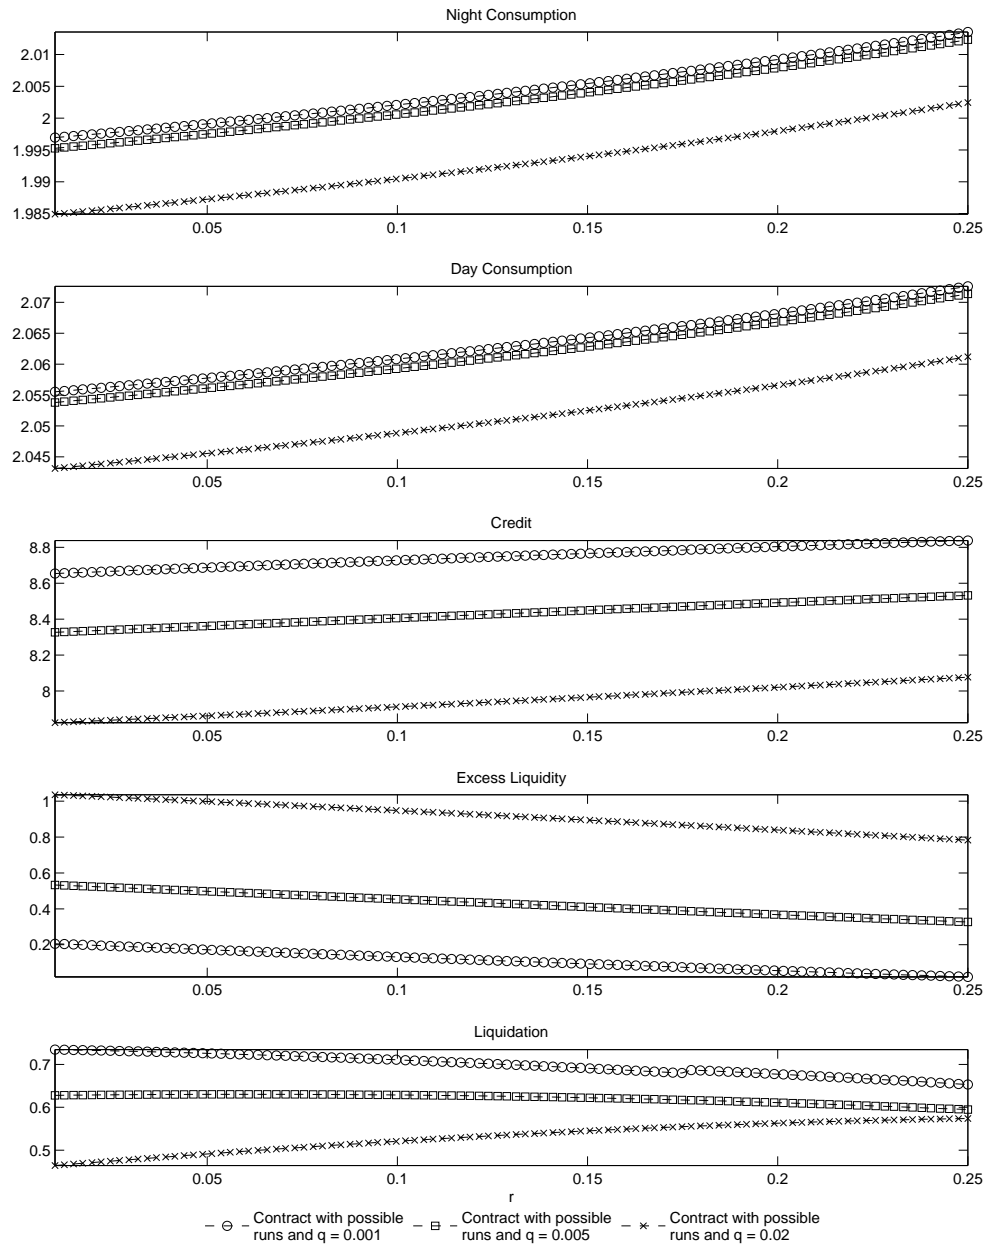 Night Consumption
2.01
2.005
2
1.995
1.99
1.985
0.05 0.1 0.15 0.2 0.25
Day Consumption
2.07
2.065
2.06
2.055
2.05
2.045
0.05 0.1 0.15 0.2 0.25
Credit
8.8
8.6
8.4
8.2
8
0.05 0.1 0.15 0.2 0.25
Excess Liquidity
1
0.8
0.6
0.4
0.2
0.05 0.1 0.15 0.2 0.25
Liquidation
0.7
0.6
0.5
0.05 0.1 0.15 0.2 0.25
r
Contract with possible runs and q = 0.001
Contract with possible runs and q = 0.005
Contract with possible runs and q = 0.02